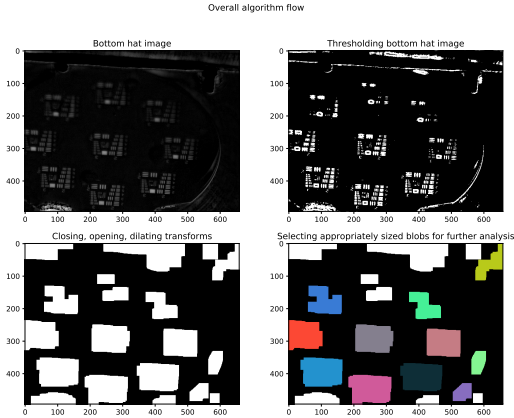 Overall algorithm flow
Bottom hat image
Thresholding bottom hat image
0
100
200
300
400
0 100 200 300 400 500 600
0
100
200
300
400
0 100 200 300 400 500 600
Closing, opening, dilating transforms
Selecting appropriately sized blobs for further analysis
0
100
200
300
400
0 100 200 300 400 500 600
0
100
200
300
400
0 100 200 300 400 500 600